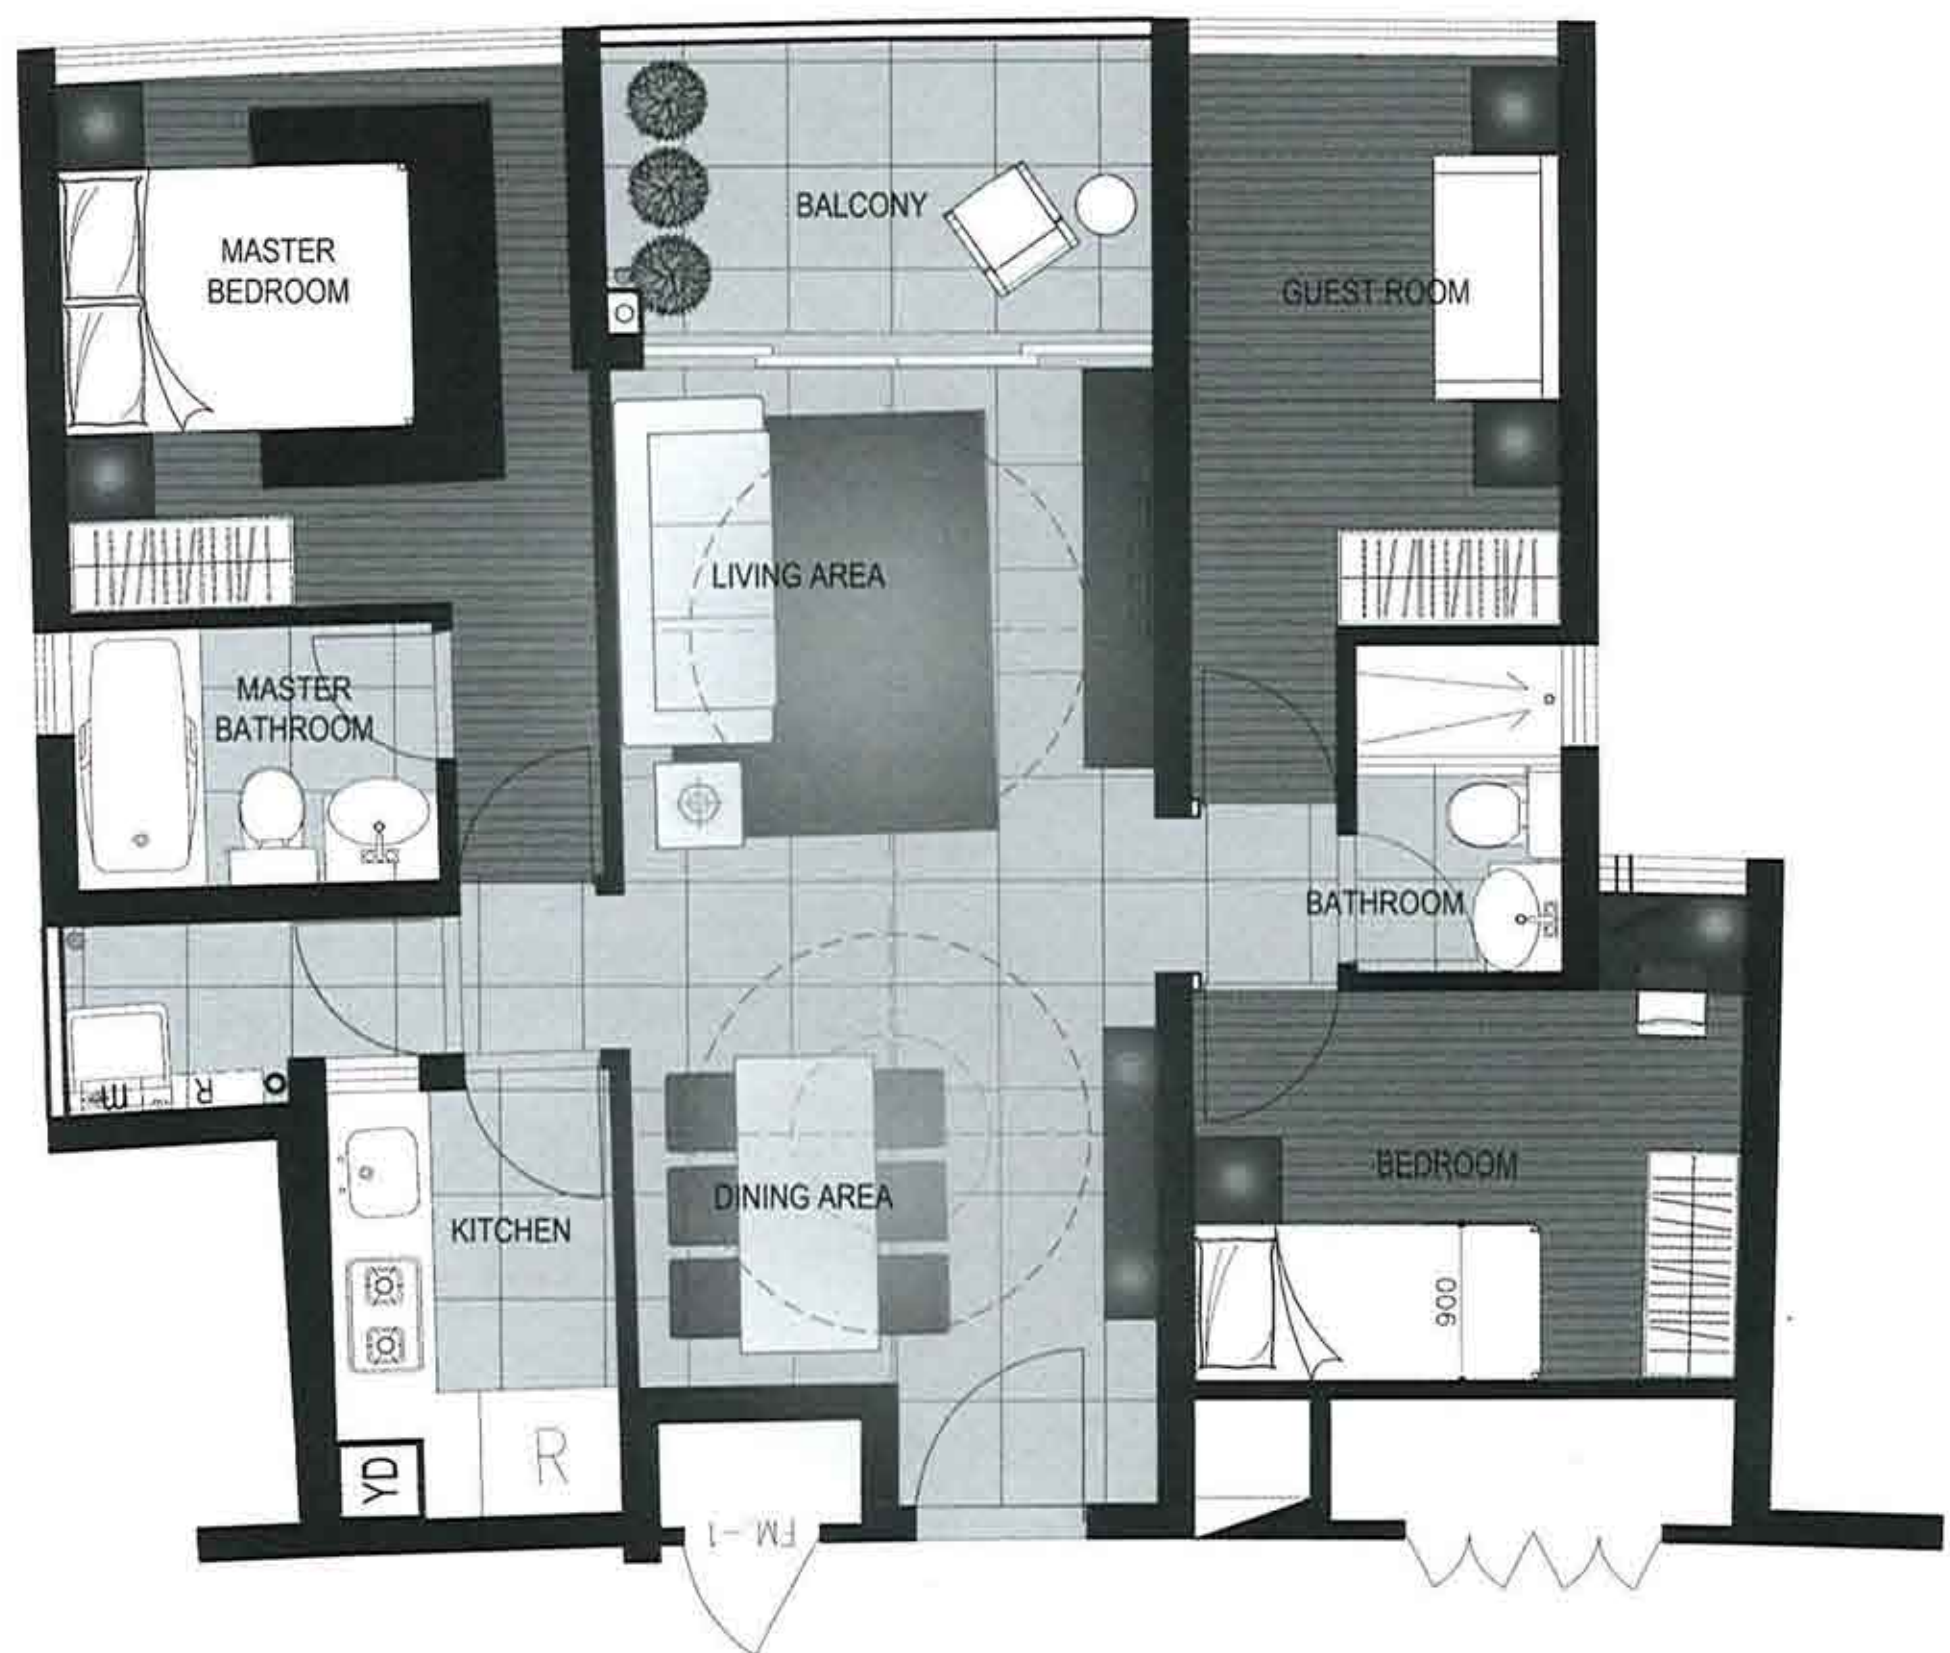 BALCONY
MASTER
BEDROOM
GUEST ROOM
LIVING AREA
MASTER
BATHROOM
BATHROOM
m
R
BEDROOM
DINING AREA
KITCHEN
900
R
YD
FM-1